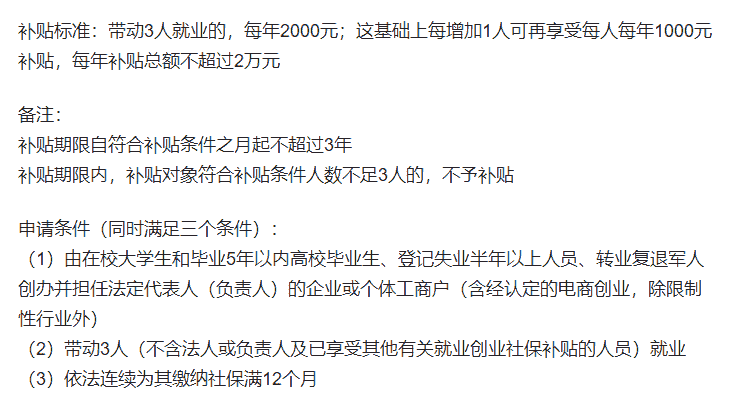 补贴标准：带动3人就业的，每年2000元；这基础上每增加1人可再享受每人每年1000元
补贴，每年补贴总额不超过2万元
备注：
补贴期限自符合补贴条件之月起不超过3年
补贴期限内，补贴对象符合补贴条件人数不足3人的，不予补贴
申请条件（同时满足三个条件）：
（1）由在校大学生和毕业5年以内高校毕业生、登记失业半年以上人员、转业复退军人
创办并担任法定代表人（负责人）的企业或个体工商户（含经认定的电商创业，除限制
性行业外）
（2）带动3人（不含法人或负责人及已享受其他有关就业创业社保补贴的人员）就业
（3）依法连续为其缴纳社保满12个月